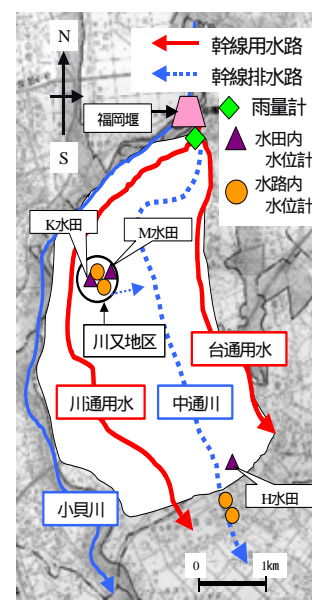 N
S
幹線用水路
幹線排水路
福岡堰
雨量計
水田内
水位計
水路内
水位計
K水田
M水田
川又地区
台通用水
川通用水
中通川
H水田
小貝川
0 1km